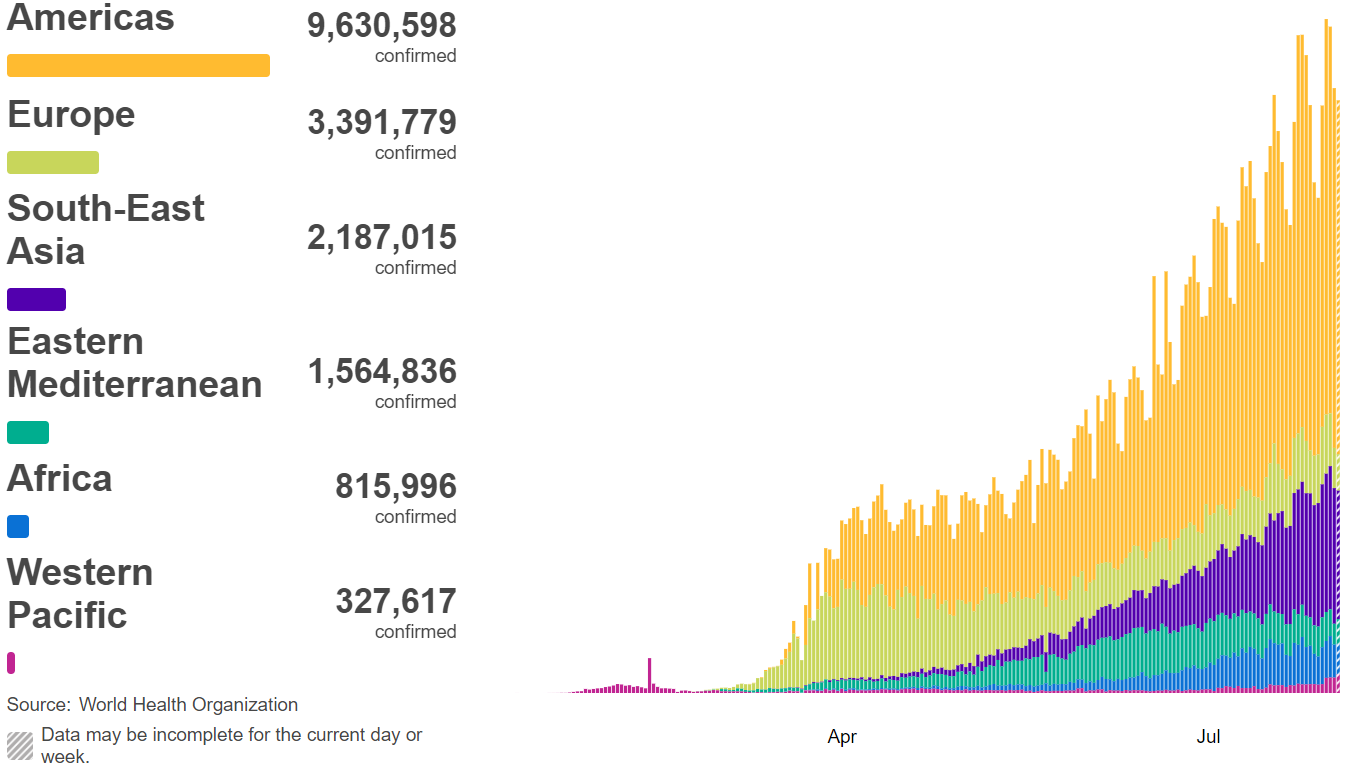 Americas
9,630,598
confirmed
Europe
3,391,779
confirmed
South-East
Asia
2,187,015
confirmed
Eastern
Mediterranean
1,564,836
confirmed
Africa
815,996
confirmed
Western
Pacific
327,617
confirmed
Source: World Health Organization
Data may be incomplete for the current day or
week.
Apr
Jul